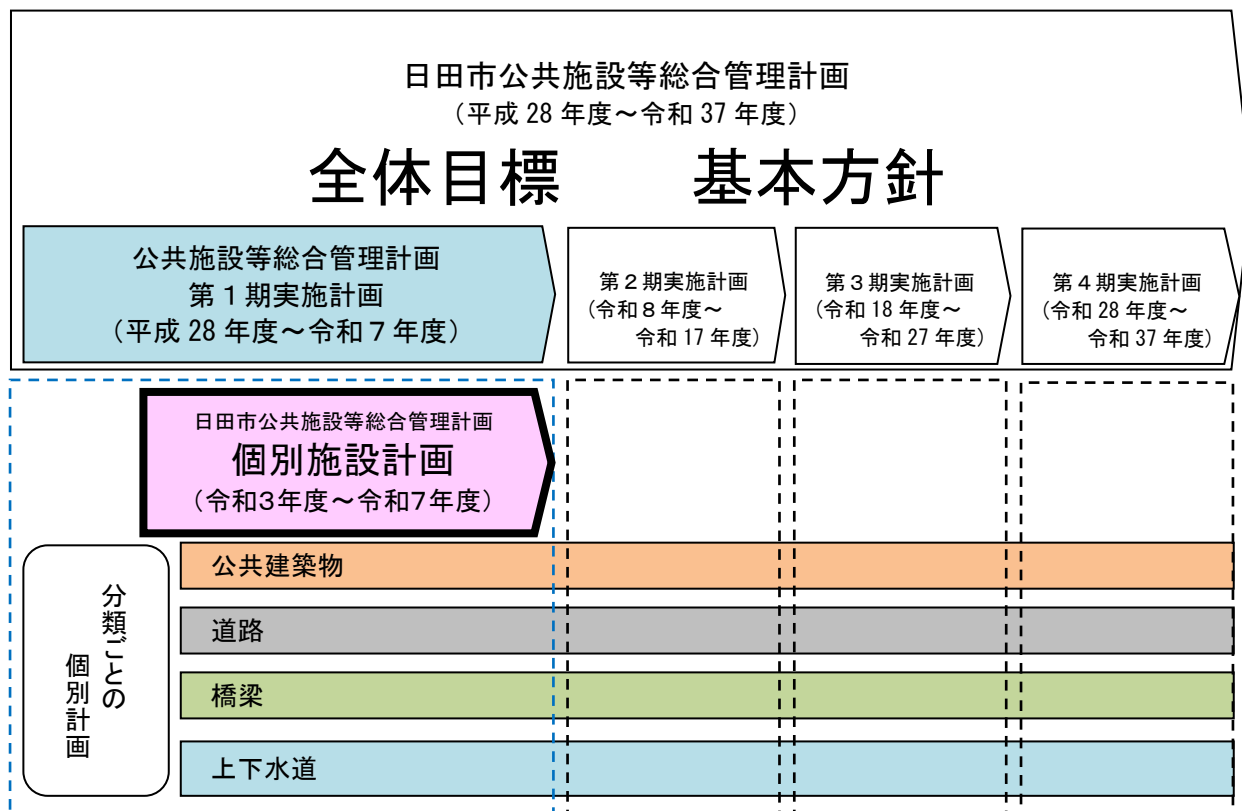 日田市公共施設等総合管理計画
（平成 28 年度～令和 37 年度）
全体目標　　基本方針
公共施設等総合管理計画
第１期実施計画
（平成 28 年度～令和７年度）
第２期実施計画
（令和８年度～
令和 17 年度）
第３期実施計画
（令和 18 年度～
令和 27 年度）
第４期実施計画
（令和 28 年度～
令和 37 年度）
日田市公共施設等総合管理計画
個別施設計画
（令和3年度～令和7年度）
分類ごとの
個別計画
公共建築物
道路
橋梁
上下水道